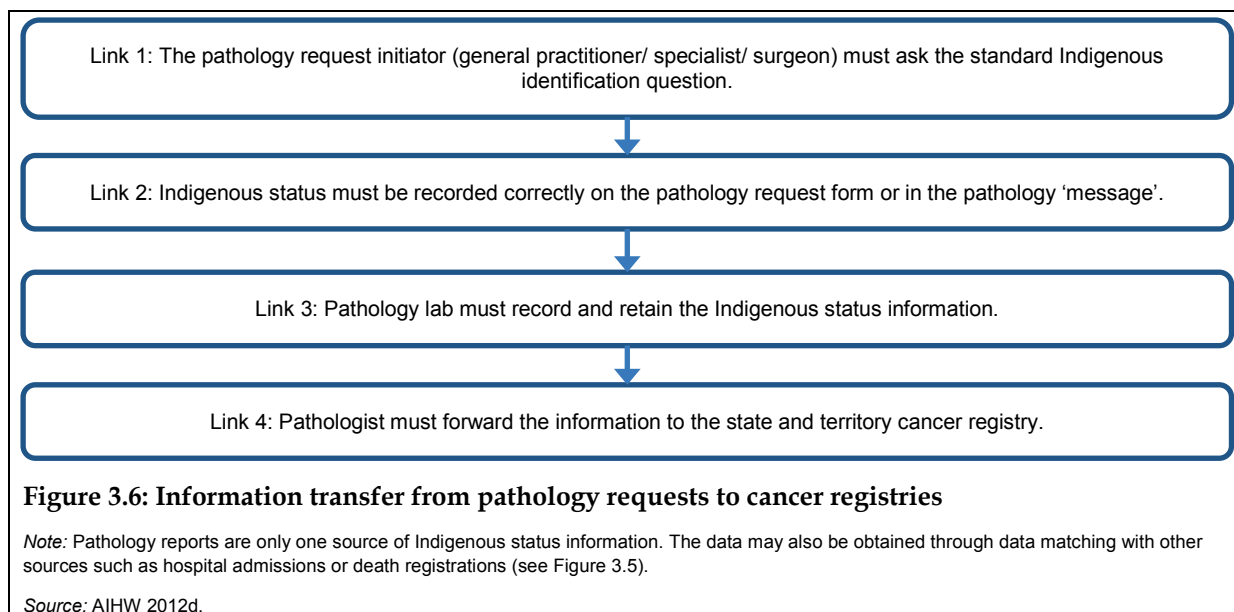 Link 1: The pathology request initiator (general practitioner/ specialist/ surgeon) must ask the standard Indigenous
identification question.
Link 2: Indigenous status must be recorded correctly on the pathology request form or in the pathology ‘message’.
Link 3: Pathology lab must record and retain the Indigenous status information.
Link 4: Pathologist must forward the information to the state and territory cancer registry.
Figure 3.6: Information transfer from pathology requests to cancer registries
Note: Pathology reports are only one source of Indigenous status information. The data may also be obtained through data matching with other
sources such as hospital admissions or death registrations (see Figure 3.5).
Source: AIHW 2012d.